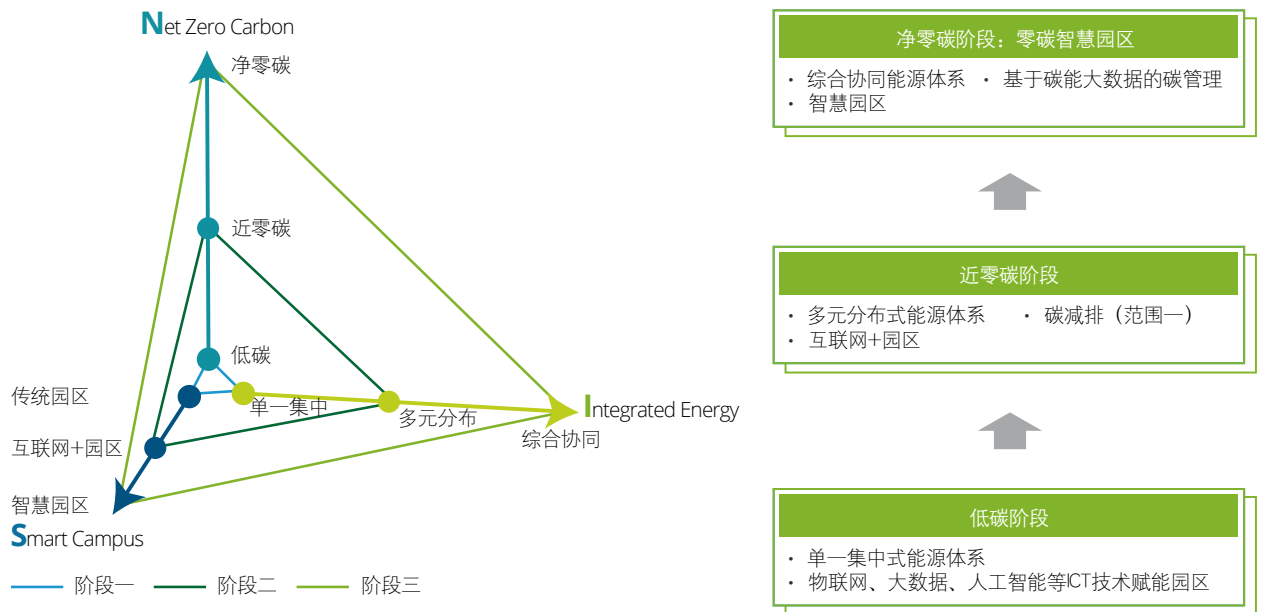 Net Zero Carbon
净零碳
近零碳
低碳
传统园区
单一集中
多元分布
Integrated Energy
综合协同
互联网+园区
智慧园区
Smart Campus
阶段一
阶段二
阶段三
净零碳阶段：零碳智慧园区
· 综合协同能源体系 · 基于碳能大数据的碳管理
· 智慧园区
近零碳阶段
· 多元分布式能源体系 · 碳减排（范围一）
· 互联网+园区
低碳阶段
· 单一集中式能源体系
· 物联网、大数据、人工智能等ICT技术赋能园区